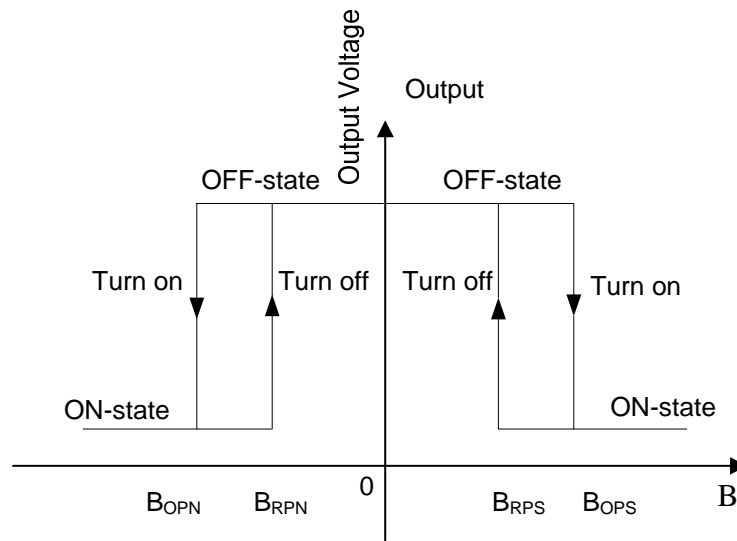 Output Voltage
Output
OFF-state
OFF-state
Turn on
Turn off
Turn off
Turn on
ON-state
ON-state
0
B
BOPN
BRPN
BRPS
BOPS